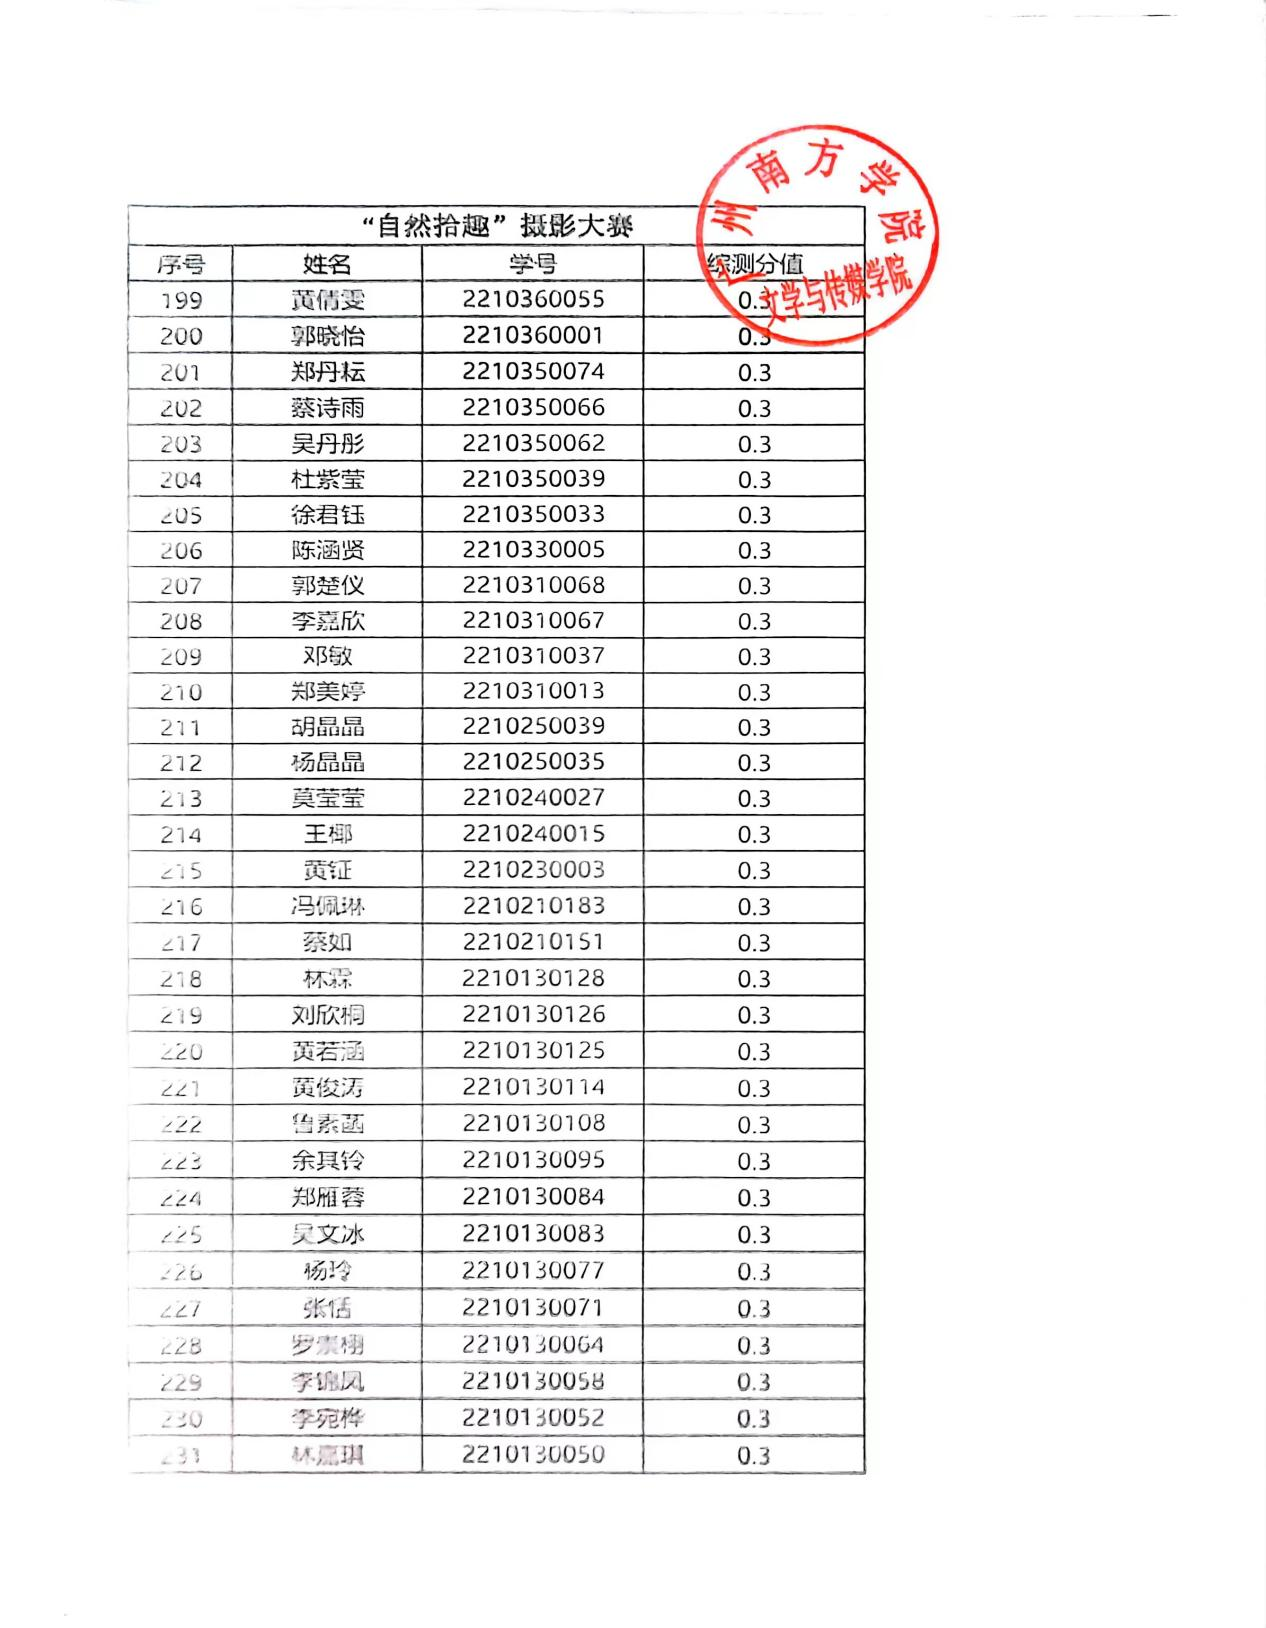 广州南方学院
文学与传媒学院
“自然拾趣”摄影大赛
序号 姓名 学号 综测分值
199 黄倩雯 2210360055 0.3
200 郭晓怡 2210360001 0.3
201 郑丹耘 2210350074 0.3
202 蔡诗雨 2210350066 0.3
203 吴丹彤 2210350062 0.3
204 杜紫莹 2210350039 0.3
205 徐君钰 2210350033 0.3
206 陈涵贤 2210330005 0.3
207 郭楚仪 2210310068 0.3
208 李嘉欣 2210310067 0.3
209 邓敏 2210310037 0.3
210 郑美婷 2210310013 0.3
211 胡晶晶 2210250039 0.3
212 杨晶晶 2210250035 0.3
213 莫莹莹 2210240027 0.3
214 王椰 2210240015 0.3
215 黄钲 2210230003 0.3
216 冯佩琳 2210210183 0.3
217 蔡如 2210210151 0.3
218 林霖 2210130128 0.3
219 刘欣桐 2210130126 0.3
220 黄若涵 2210130125 0.3
221 黄俊涛 2210130114 0.3
222 鲁素菡 2210130108 0.3
223 余其铃 2210130095 0.3
224 郑雁蓉 2210130084 0.3
225 吴文冰 2210130083 0.3
226 杨玲 2210130077 0.3
227 张恬 2210130071 0.3
228 2210130064 0.3
229 李锦凤 2210130058 0.3
230 李宛桦 2210130052 0.3
231 林嘉琪 2210130050 0.3